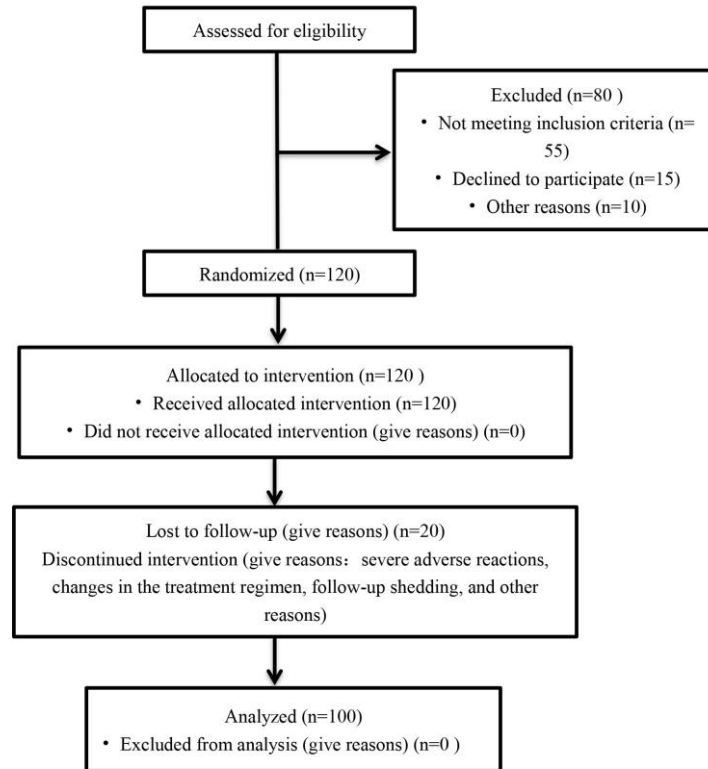 Assessed for eligibility
Excluded (n=80 )
• Not meeting inclusion criteria (n=
55)
• Declined to participate (n=15)
• Other reasons (n=10)
Randomized (n=120)
Allocated to intervention (n=120 )
• Received allocated intervention (n=120)
• Did not receive allocated intervention (give reasons) (n=0)
Lost to follow-up (give reasons) (n=20)
Discontinued intervention (give reasons：severe adverse reactions,
changes in the treatment regimen, follow-up shedding, and other
reasons)
Analyzed (n=100)
• Excluded from analysis (give reasons) (n=0 )